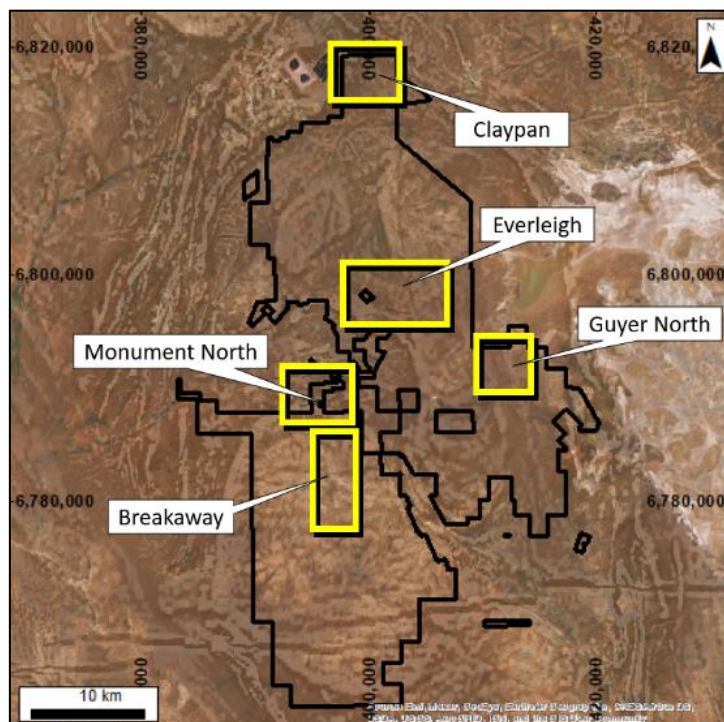 380,000
400,000
420,000
N
6,820,000
6,820,000
Claypan
Everleigh
6,800,000
6,800,000
Guyer North
Monument North
6,780,000
6,780,000
Breakaway
10 km